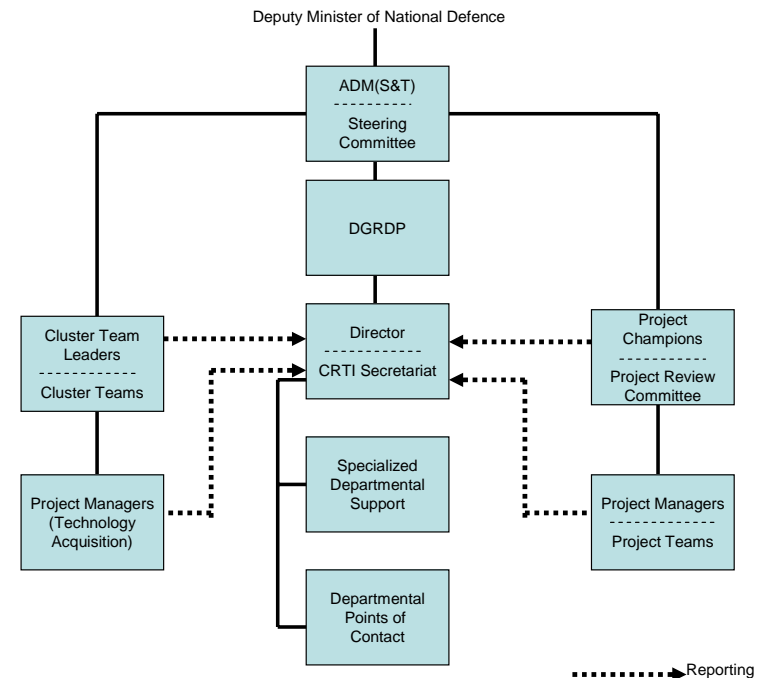 Deputy Minister of National Defence
ADM(S&T)
Steering
Committee
DGRDP
Cluster Team
Leaders
Cluster Teams
Director
CRTI Secretariat
Project
Champions
Project Review
Committee
Project Managers
(Technology
Acquisition)
Specialized
Departmental
Support
Project Managers
Project Teams
Departmental
Points of
Contact
Reporting